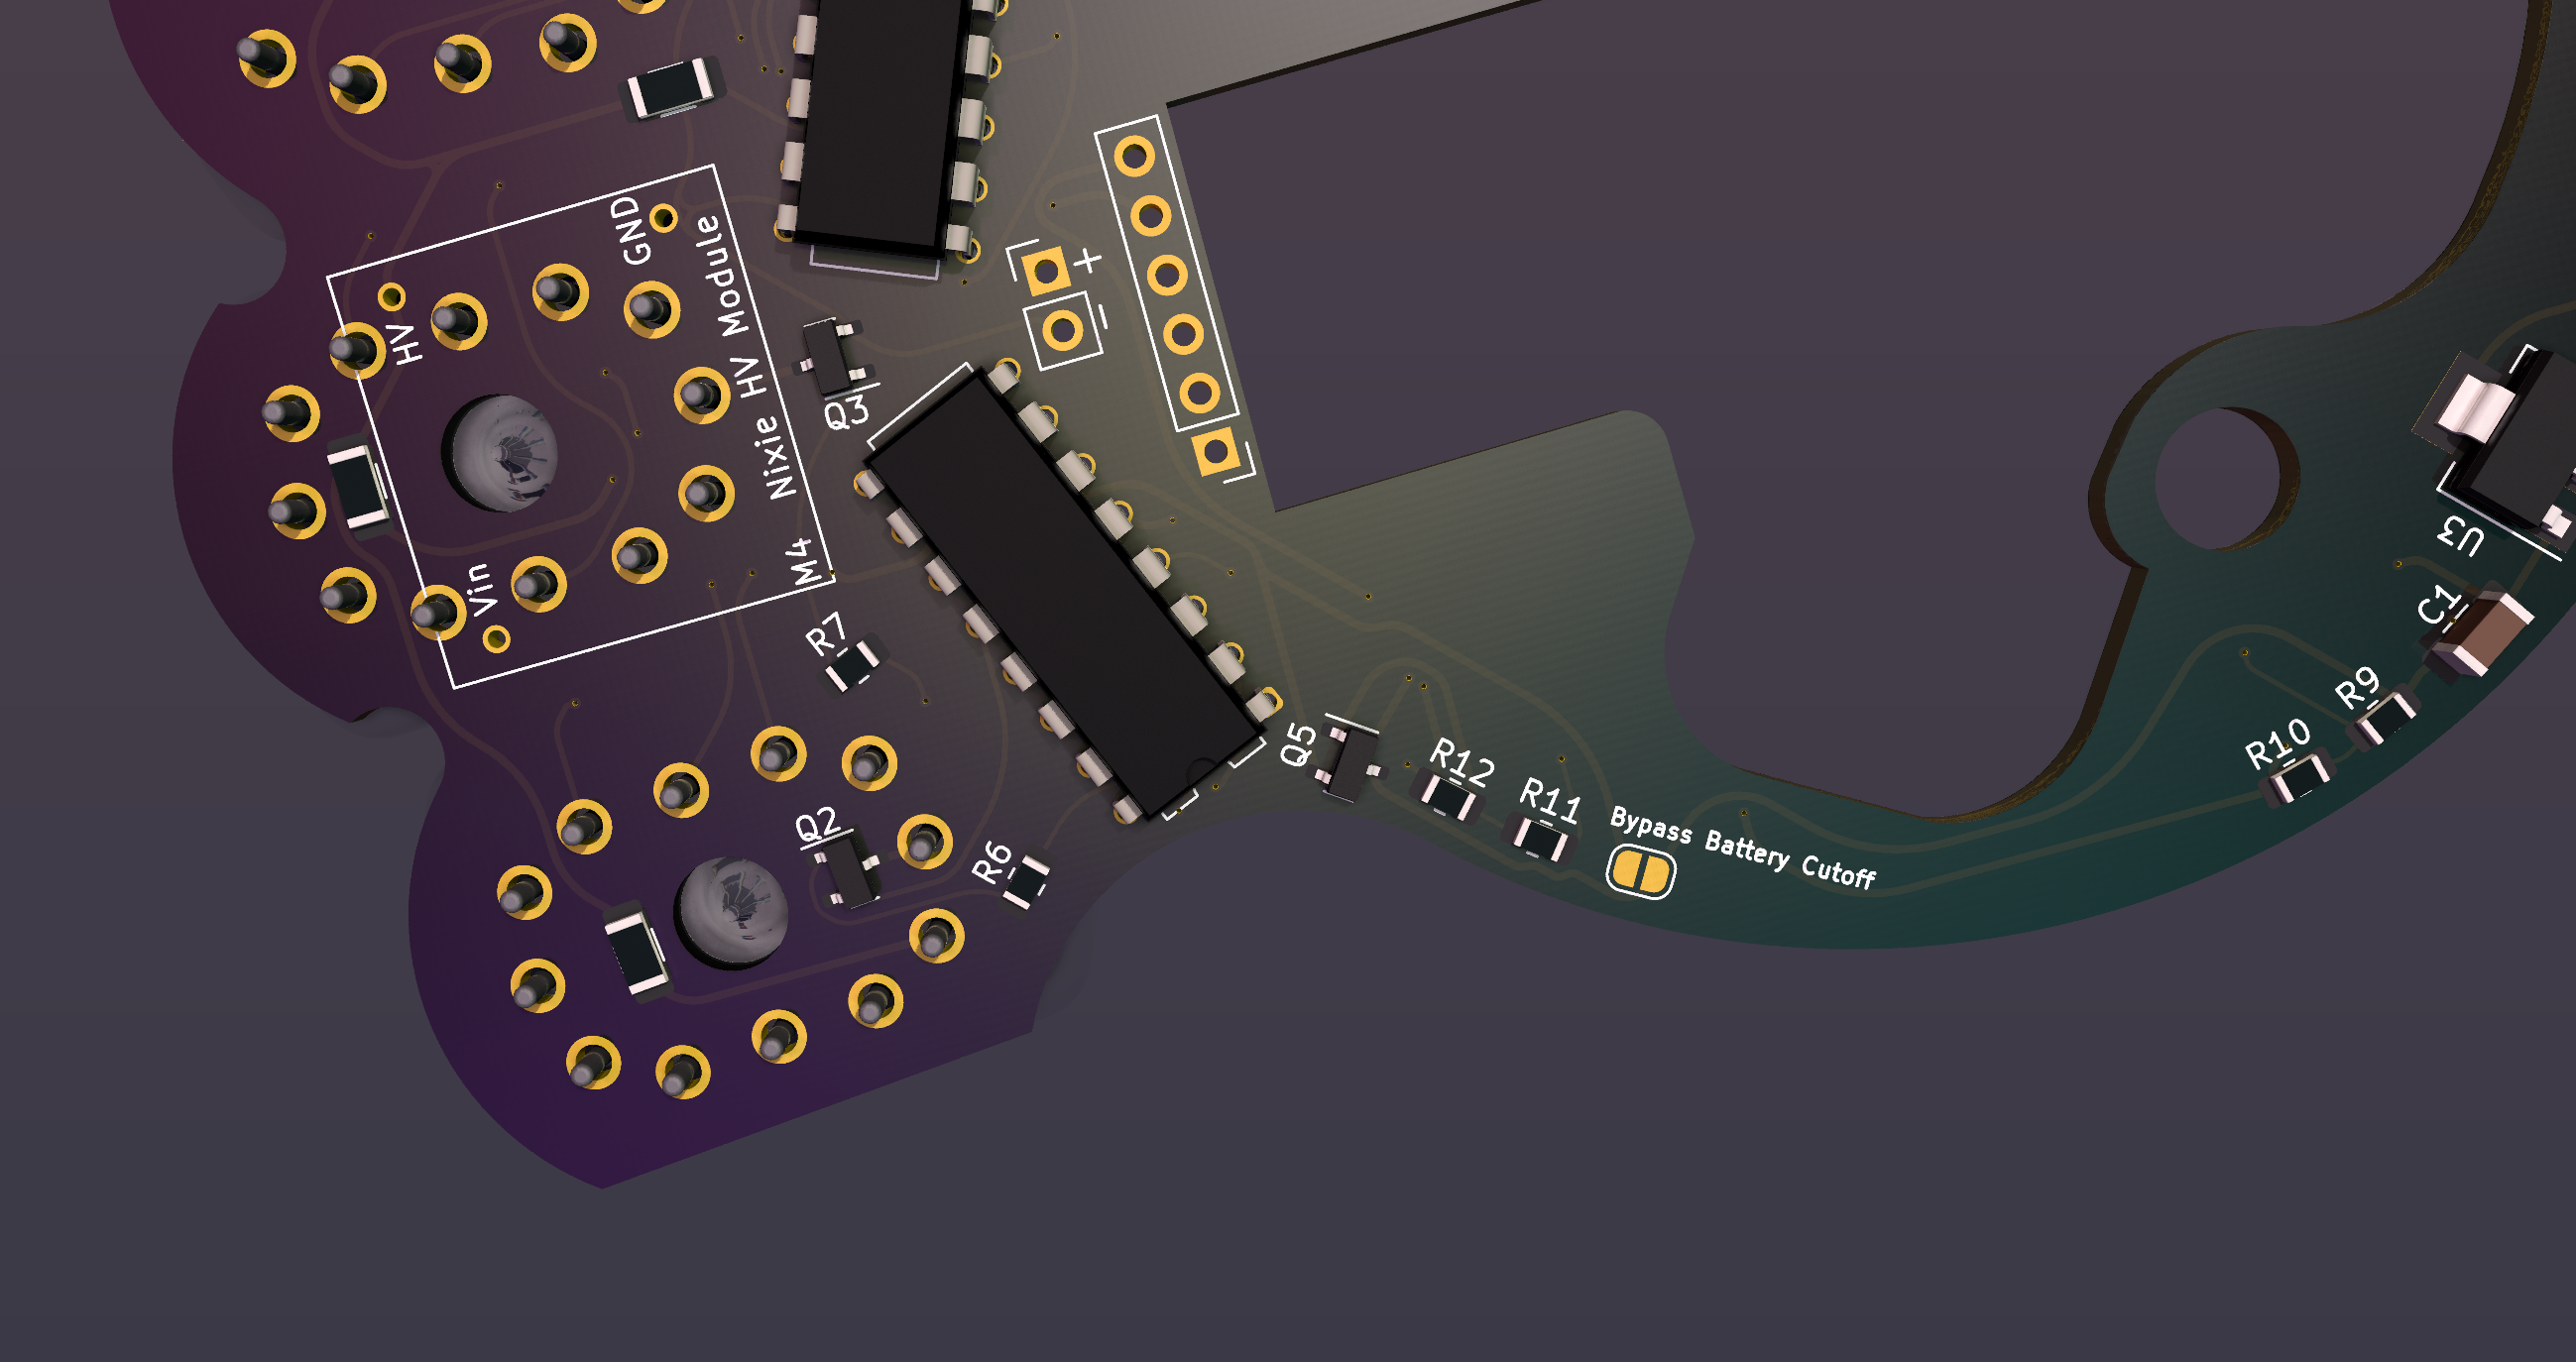 GND
HV
Nixie HV Module
Vin
M4
+
-
Q3
R7
Q2
R6
Q5
R12
R11
Bypass Battery Cutoff
U3
C1
R9
R10